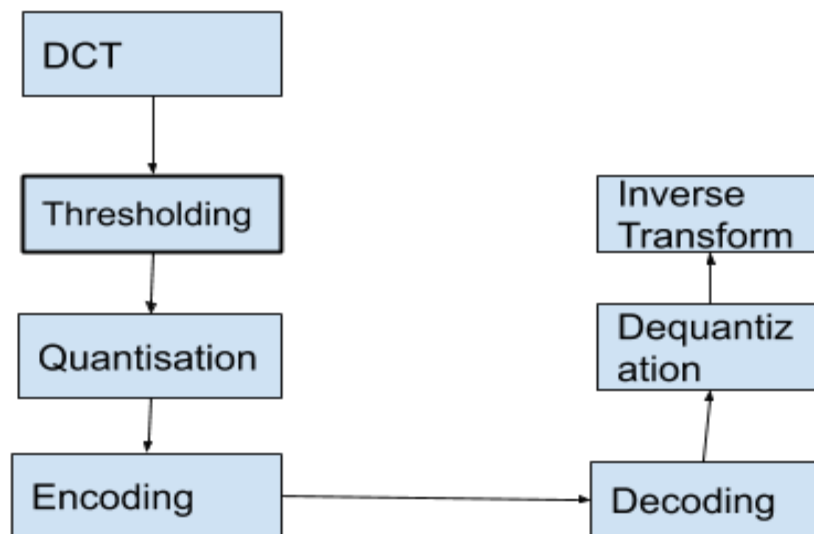 DCT
Thresholding
Quantisation
Encoding
Inverse
Transform
Dequantiz
ation
Decoding